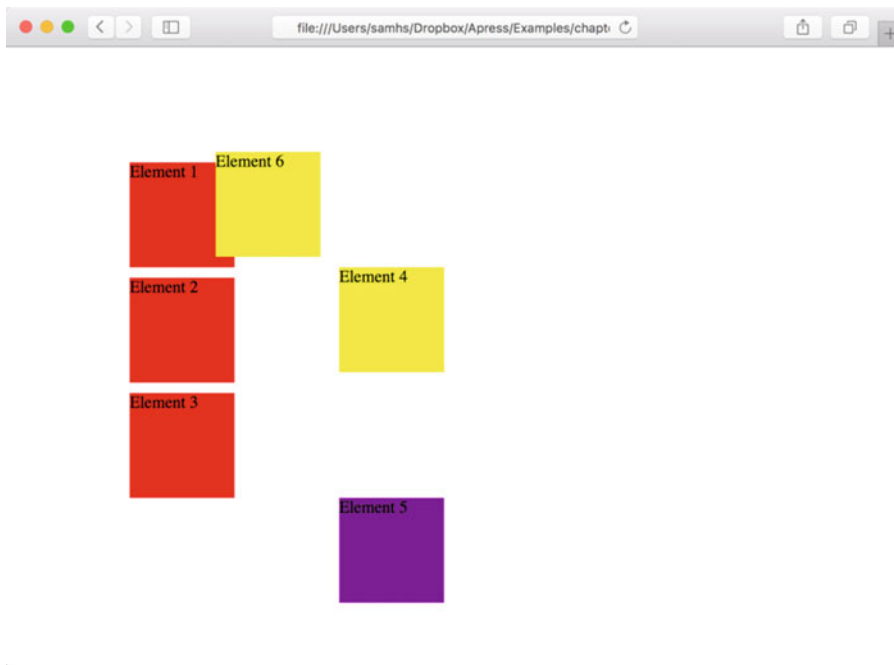 file:///Users/samhs/Dropbox/Apress/Examples/chapt
Element 1
Element 6
Element 2
Element 4
Element 3
Element 5